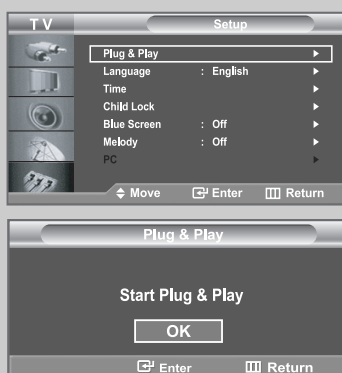 TV Setup
Plug & Play
Language : English
Time
Child Lock
Blue Screen : Off
Melody : Off
PC
Move Enter Return
Plug & Play
Start Plug & Play
OK
Enter Return